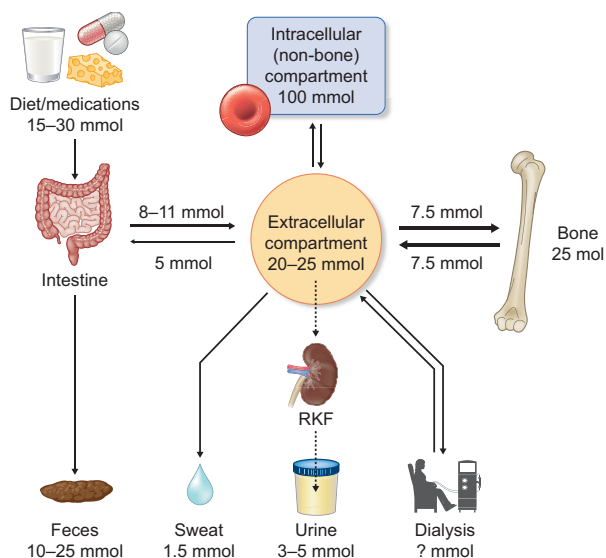 Intracellular
(non-bone)
compartment
100 mmol
Diet/medications
15–30 mmol
8–11 mmol
5 mmol
Intestine
Extracellular
compartment
20–25 mmol
7.5 mmol
7.5 mmol
Bone
25 mol
RKF
Feces
10–25 mmol
Sweat
1.5 mmol
Urine
3–5 mmol
Dialysis
? mmol